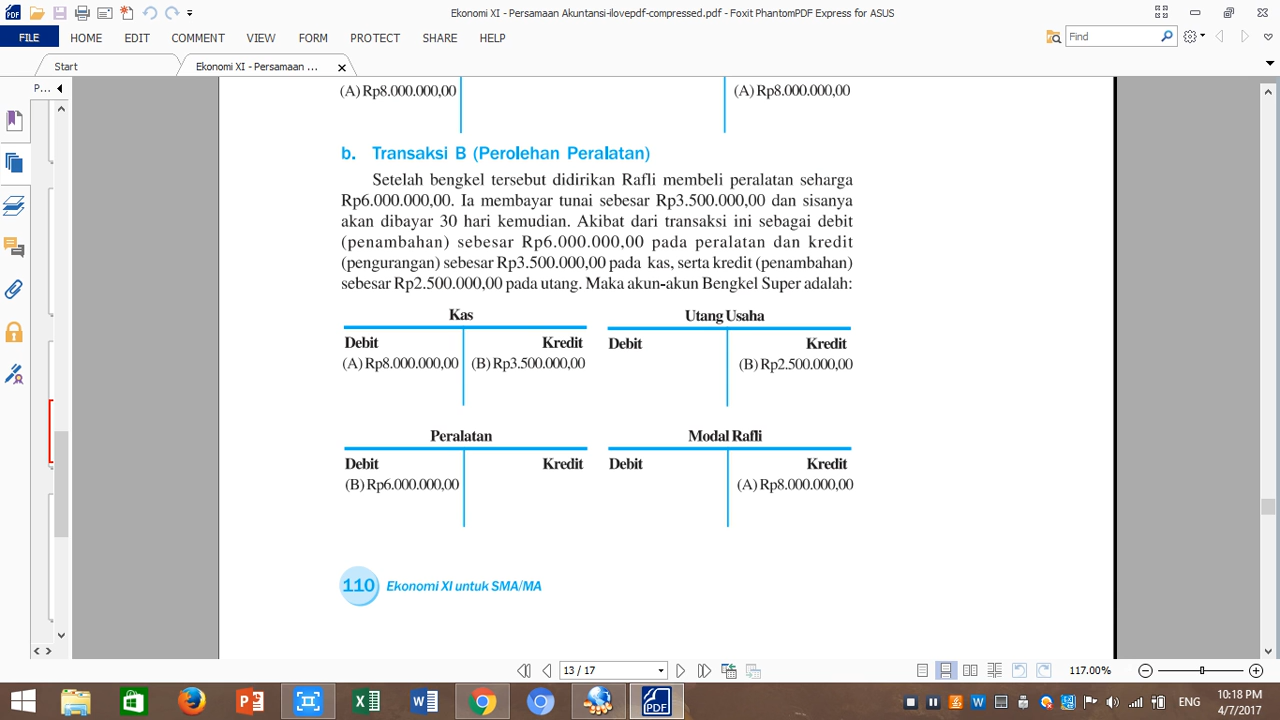 Ekonomi XI - Persamaan Akuntansi-ilovepdf-compressed.pdf - Foxit PhantomPDF Express for ASUS
FILE HOME EDIT COMMENT VIEW FORM PROTECT SHARE HELP
Find
Start
Ekonomi XI - Persamaan ...
P...
(A) Rp8.000.000,00 (A) Rp8.000.000,00
b. Transaksi B (Perolehan Peralatan)
Setelah bengkel tersebut didirikan Rafli membeli peralatan seharga
Rp6.000.000,00. Ia membayar tunai sebesar Rp3.500.000,00 dan sisanya
akan dibayar 30 hari kemudian. Akibat dari transaksi ini sebagai debit
(penambahan) sebesar Rp6.000.000,00 pada peralatan dan kredit
(pengurangan) sebesar Rp3.500.000,00 pada kas, serta kredit (penambahan)
sebesar Rp2.500.000,00 pada utang. Maka akun-akun Bengkel Super adalah:
Kas
Debit Kredit
(A) Rp8.000.000,00 (B) Rp3.500.000,00
Utang Usaha
Debit Kredit
(B) Rp2.500.000,00
Peralatan
Debit Kredit
(B) Rp6.000.000,00
Modal Rafli
Debit Kredit
(A) Rp8.000.000,00
110 Ekonomi XI untuk SMA/MA
13 / 17
117.00%
ENG
10:18 PM
4/7/2017